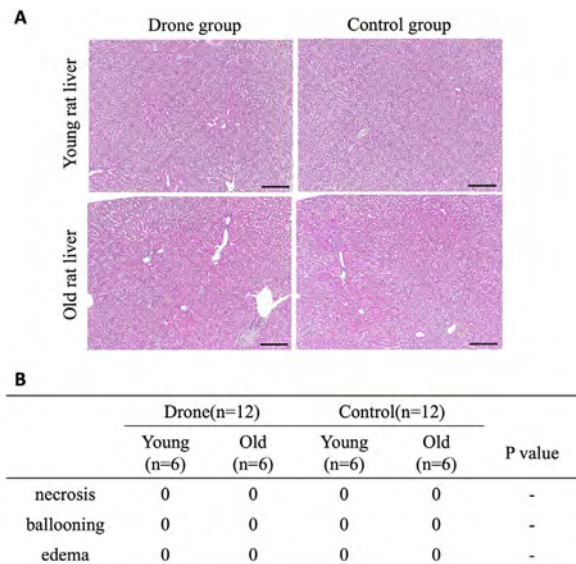 A
Drone group Control group
Young rat liver
Old rat liver
B
Drone(n=12) Control(n=12)
Young Old Young Old P value
(n=6) (n=6) (n=6) (n=6)
necrosis 0 0 0 0 -
ballooning 0 0 0 0 -
edema 0 0 0 0 -